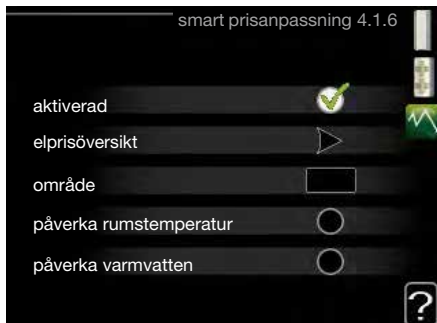 smart prisanpassning 4.1.6
aktiverad
elprisöversikt
område
påverka rumstemperatur
påverka varmvatten
?